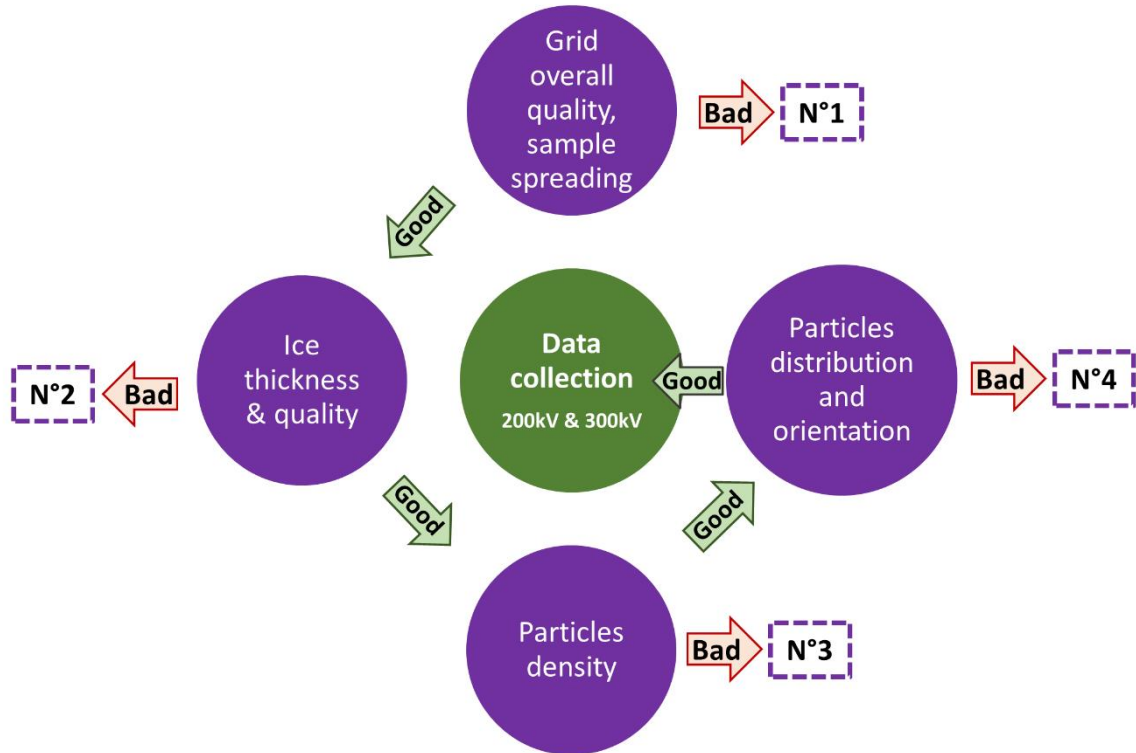 Grid
overall
quality,
sample
spreading
Bad
N°1
Good
Ice
thickness
& quality
Bad
N°2
Good
Particles
density
Bad
N°3
Good
Particles
distribution
and
orientation
Bad
N°4
Good
Data
collection
200kV & 300kV